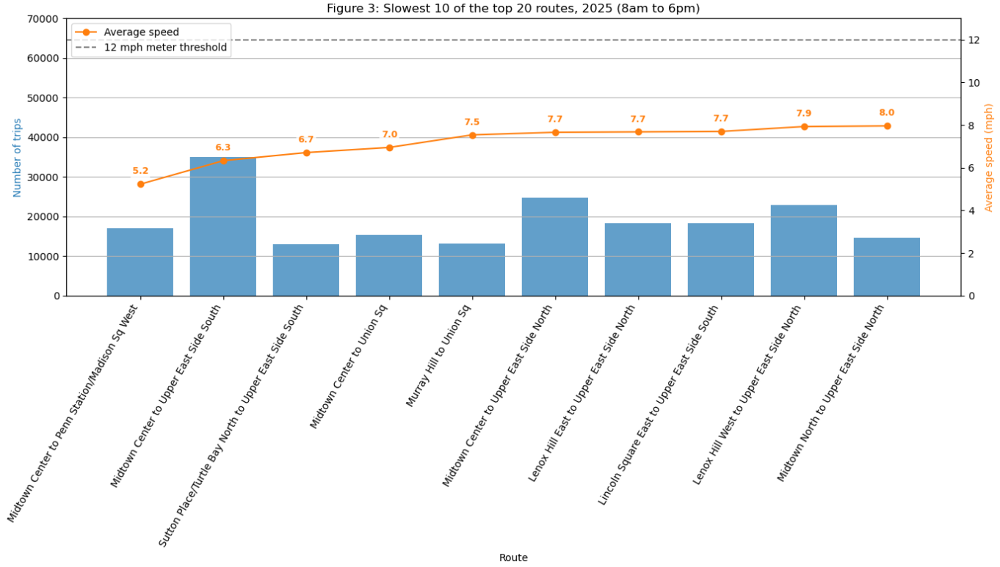 Figure 3: Slowest 10 of the top 20 routes, 2025 (8am to 6pm)
Average speed
12 mph meter threshold
Number of trips
70000
60000
50000
40000
30000
20000
10000
0
5.2
6.3
6.7
7.0
7.5
7.7
7.7
7.7
7.9
8.0
12
10
8
6
4
2
0
Average speed (mph)
Midtown Center to Penn Station/Madison Sq West
Midtown Center to Upper East Side South
Sutton Place/Turtle Bay North to Upper East Side South
Midtown Center to Union Sq
Murray Hill to Union Sq
Midtown Center to Upper East Side North
Lenox Hill East to Upper East Side North
Lincoln Square East to Upper East Side South
Lenox Hill West to Upper East Side North
Midtown North to Upper East Side North
Route